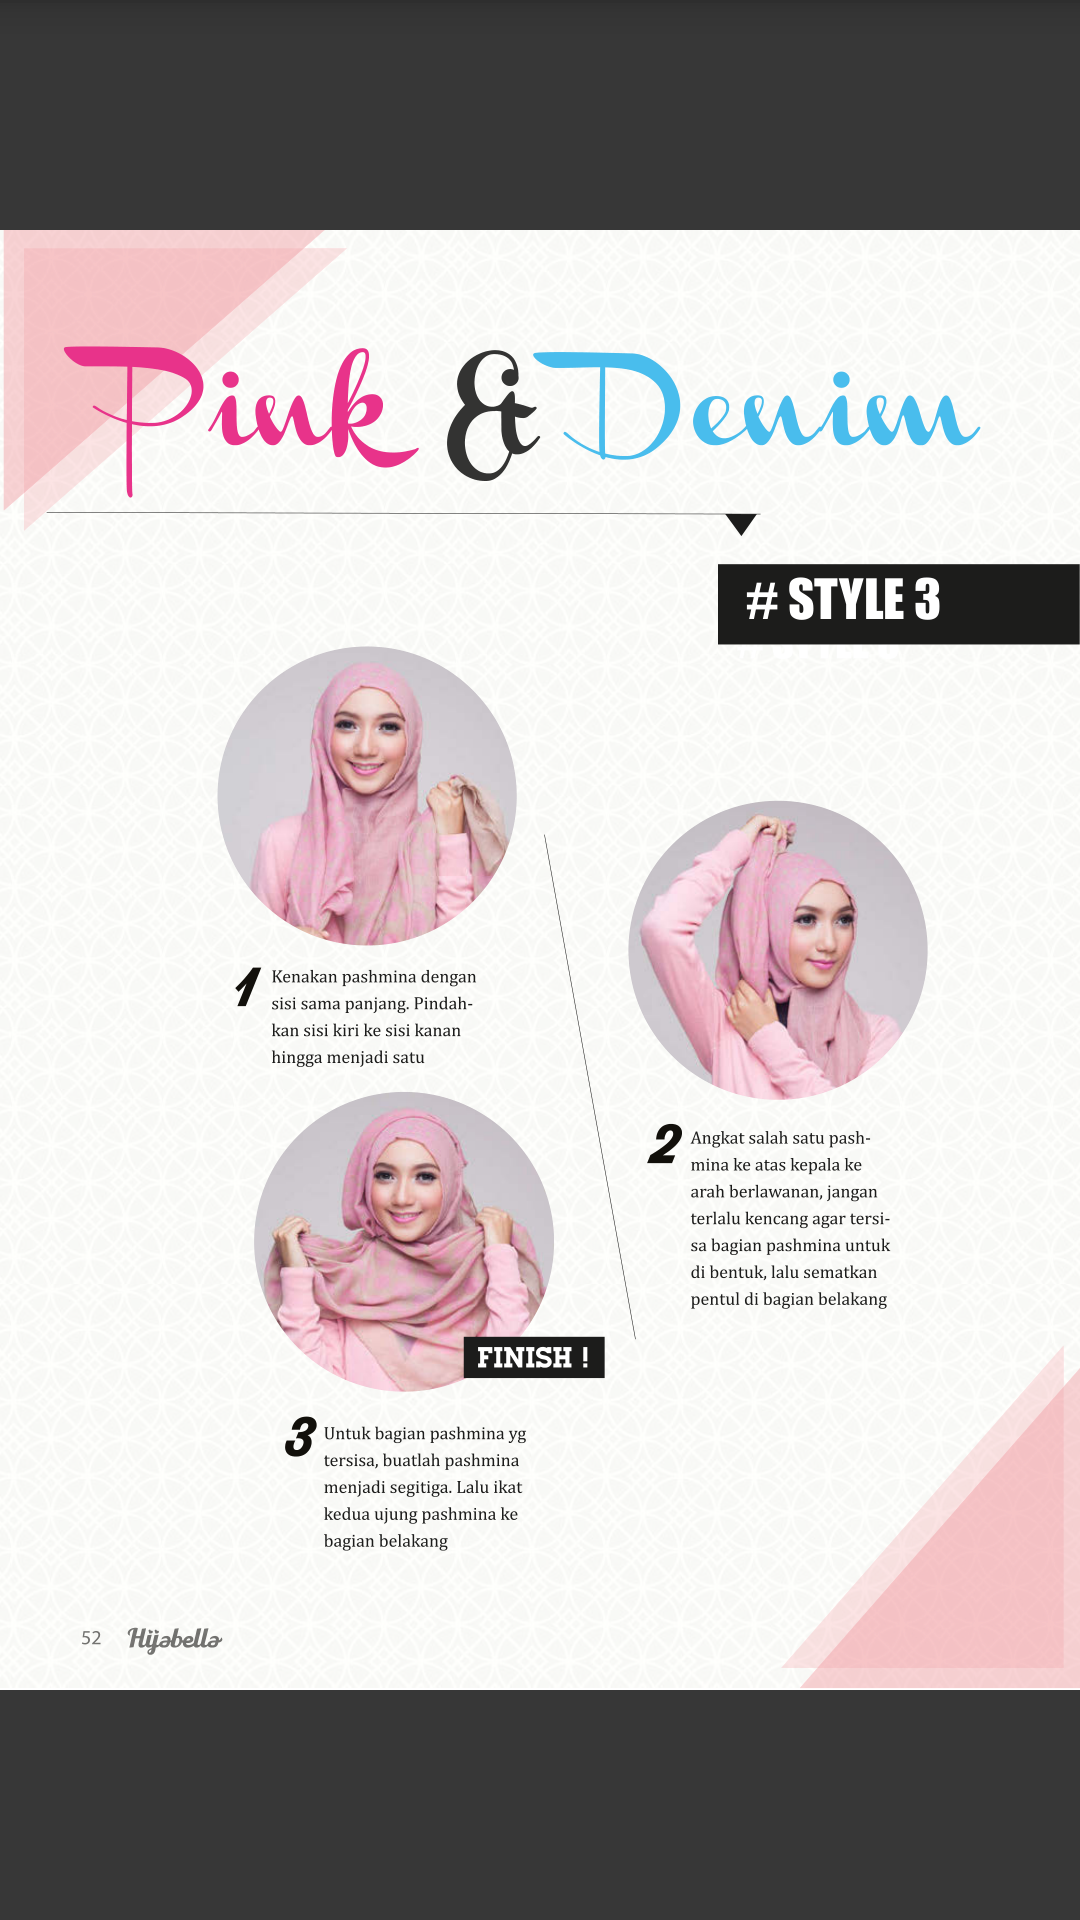 Pink & Denim
# STYLE 3
1 Kenakan pashmina dengan
sisi sama panjang. Pindah-
kan sisi kiri ke sisi kanan
hingga menjadi satu
2 Angkat salah satu pash-
mina ke atas kepala ke
arah berlawanan, jangan
terlalu kencang agar tersi-
sa bagian pashmina untuk
di bentuk, lalu sematkan
pentul di bagian belakang
FINISH !
3 Untuk bagian pashmina yg
tersisa, buatlah pashmina
menjadi segitiga. Lalu ikat
kedua ujung pashmina ke
bagian belakang
52 Hijabella